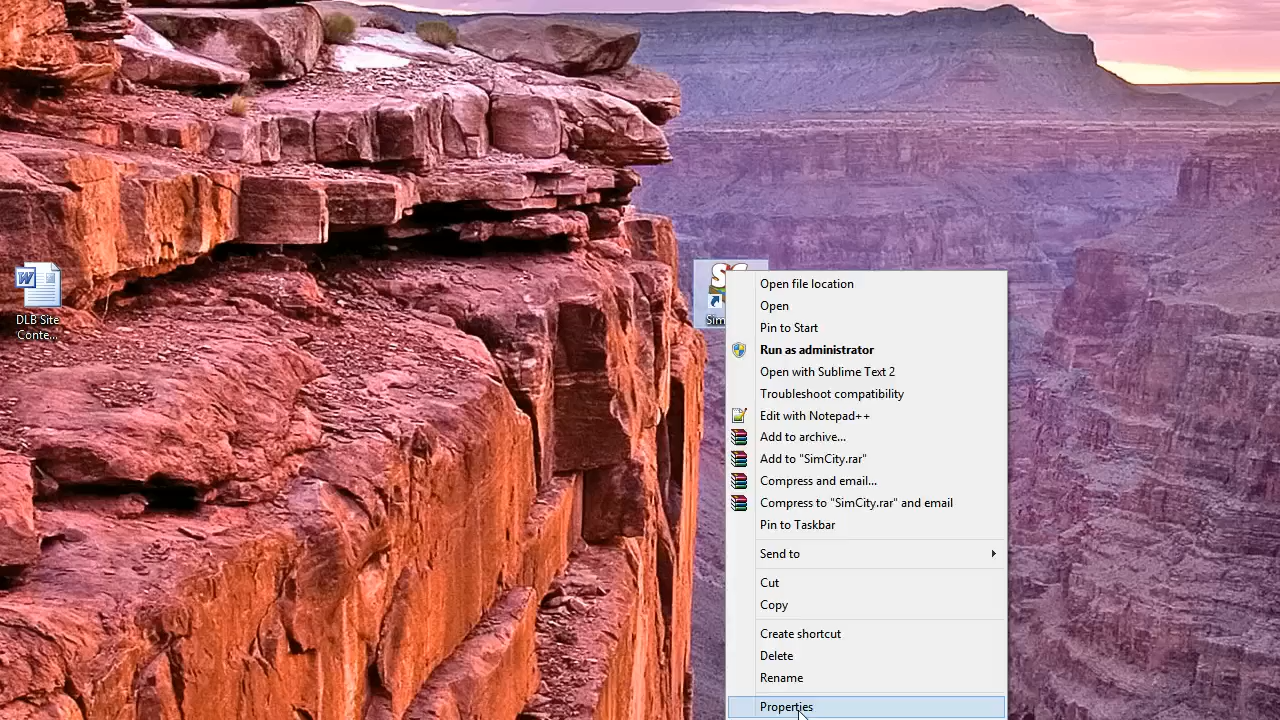 DLB Site
Conte...
Sim
Open file location
Open
Pin to Start
Run as administrator
Open with Sublime Text 2
Troubleshoot compatibility
Edit with Notepad++
Add to archive...
Add to "SimCity.rar"
Compress and email...
Compress to "SimCity.rar" and email
Pin to Taskbar
Send to
Cut
Copy
Create shortcut
Delete
Rename
Properties